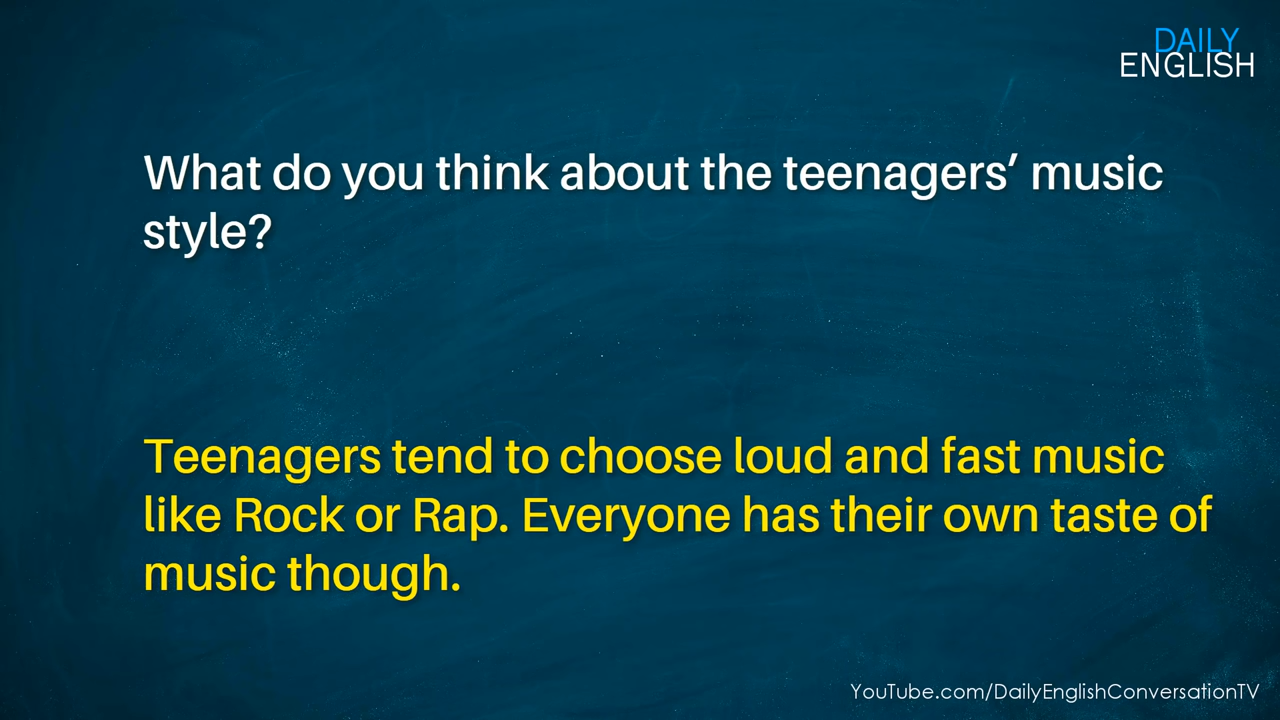 DAILY
ENGLISH
What do you think about the teenagers’ music
style?
Teenagers tend to choose loud and fast music
like Rock or Rap. Everyone has their own taste of
music though.
YouTube.com/DailyEnglishConversationTV